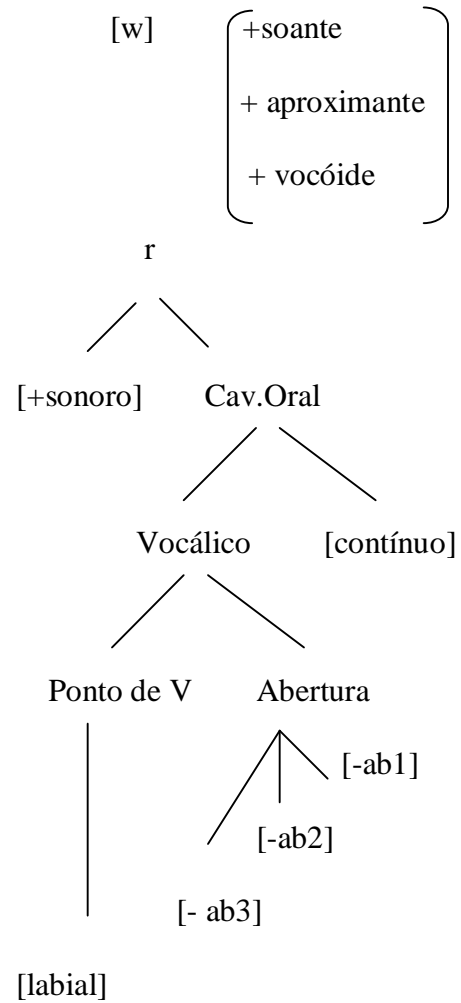 [w] +soante
+ aproximante
+ vocóide
r
[+sonoro] Cav.Oral
Vocálico [contínuo]
Ponto de V Abertura
[-ab1]
[-ab2]
[- ab3]
[labial]